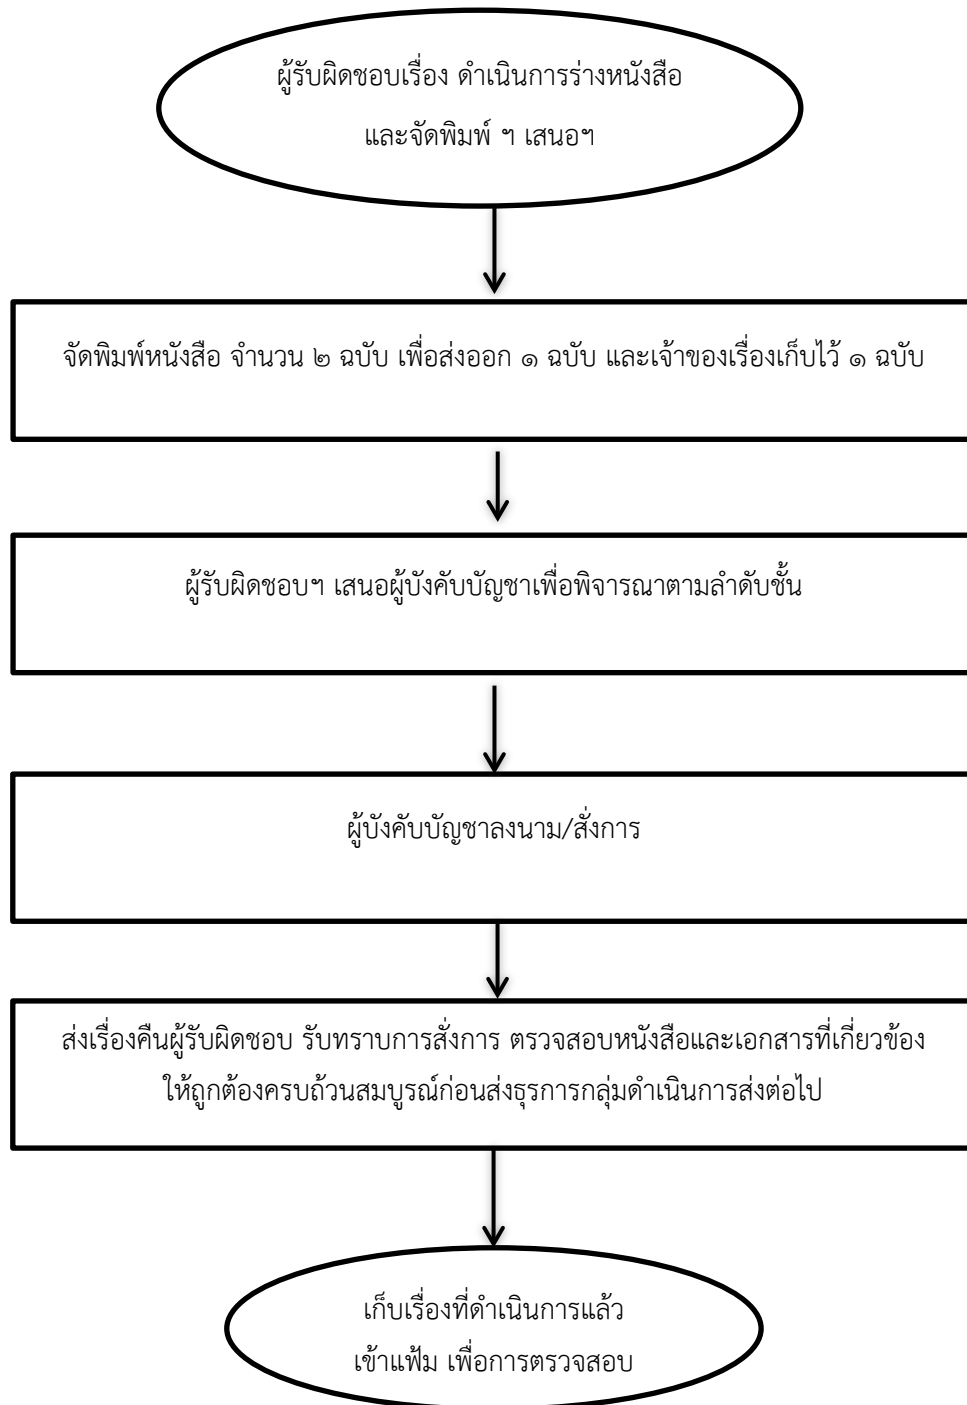 ผู้รับผิดชอบเรื่อง ดำเนินการร่างหนังสือ
และจัดพิมพ์ ฯ เสนอฯ
จัดพิมพ์หนังสือ จำนวน ๒ ฉบับ เพื่อส่งออก ๑ ฉบับ และเจ้าของเรื่องเก็บไว้ ๑ ฉบับ
ผู้รับผิดชอบฯ เสนอผู้บังคับบัญชาเพื่อพิจารณาตามลำดับชั้น
ผู้บังคับบัญชาลงนาม/สั่งการ
ส่งเรื่องคืนผู้รับผิดชอบ รับทราบการสั่งการ ตรวจสอบหนังสือและเอกสารที่เกี่ยวข้อง
ให้ถูกต้องครบถ้วนสมบูรณ์ก่อนส่งธุรการกลุ่มดำเนินการส่งต่อไป
เก็บเรื่องที่ดำเนินการแล้ว
เข้าแฟ้ม เพื่อการตรวจสอบ